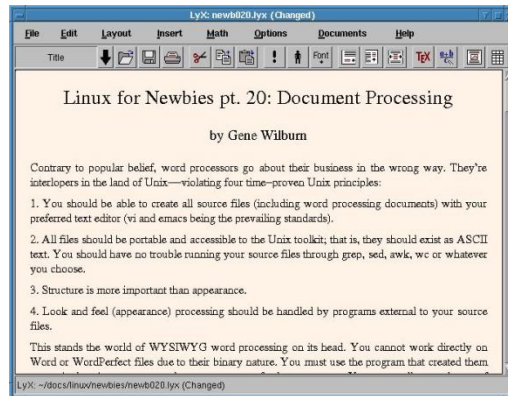 LyX: newb020.lyx (Changed)
File Edit Layout Insert Math Options Documents Help
Title Font TEX
Linux for Newbies pt. 20: Document Processing
by Gene Wilburn
Contrary to popular belief, word processors go about their business in the wrong way. They're
interlopers in the land of Unix—violating four time-proven Unix principles:
1. You should be able to create all source files (including word processing documents) with your
preferred text editor (vi and emacs being the prevailing standards).
2. All files should be portable and accessible to the Unix toolkit; that is, they should exist as ASCII
text. You should have no trouble running your source files through grep, sed, awk, wc or whatever
you choose.
3. Structure is more important than appearance.
4. Look and feel (appearance) processing should be handled by programs external to your source
files.
This stands the world of WYSIWYG word processing on its head. You cannot work directly on
Word or WordPerfect files due to their binary nature. You must use the program that created them
LyX: ~/docs/linux/newbies/newb020.lyx (Changed)